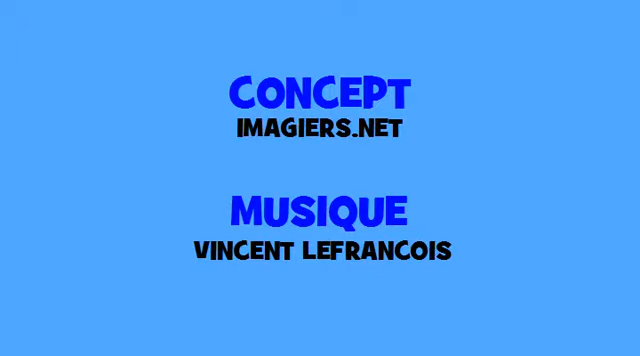 CONCEPT
IMAGIERS.NET
MUSIQUE
VINCENT LEFRANCOIS